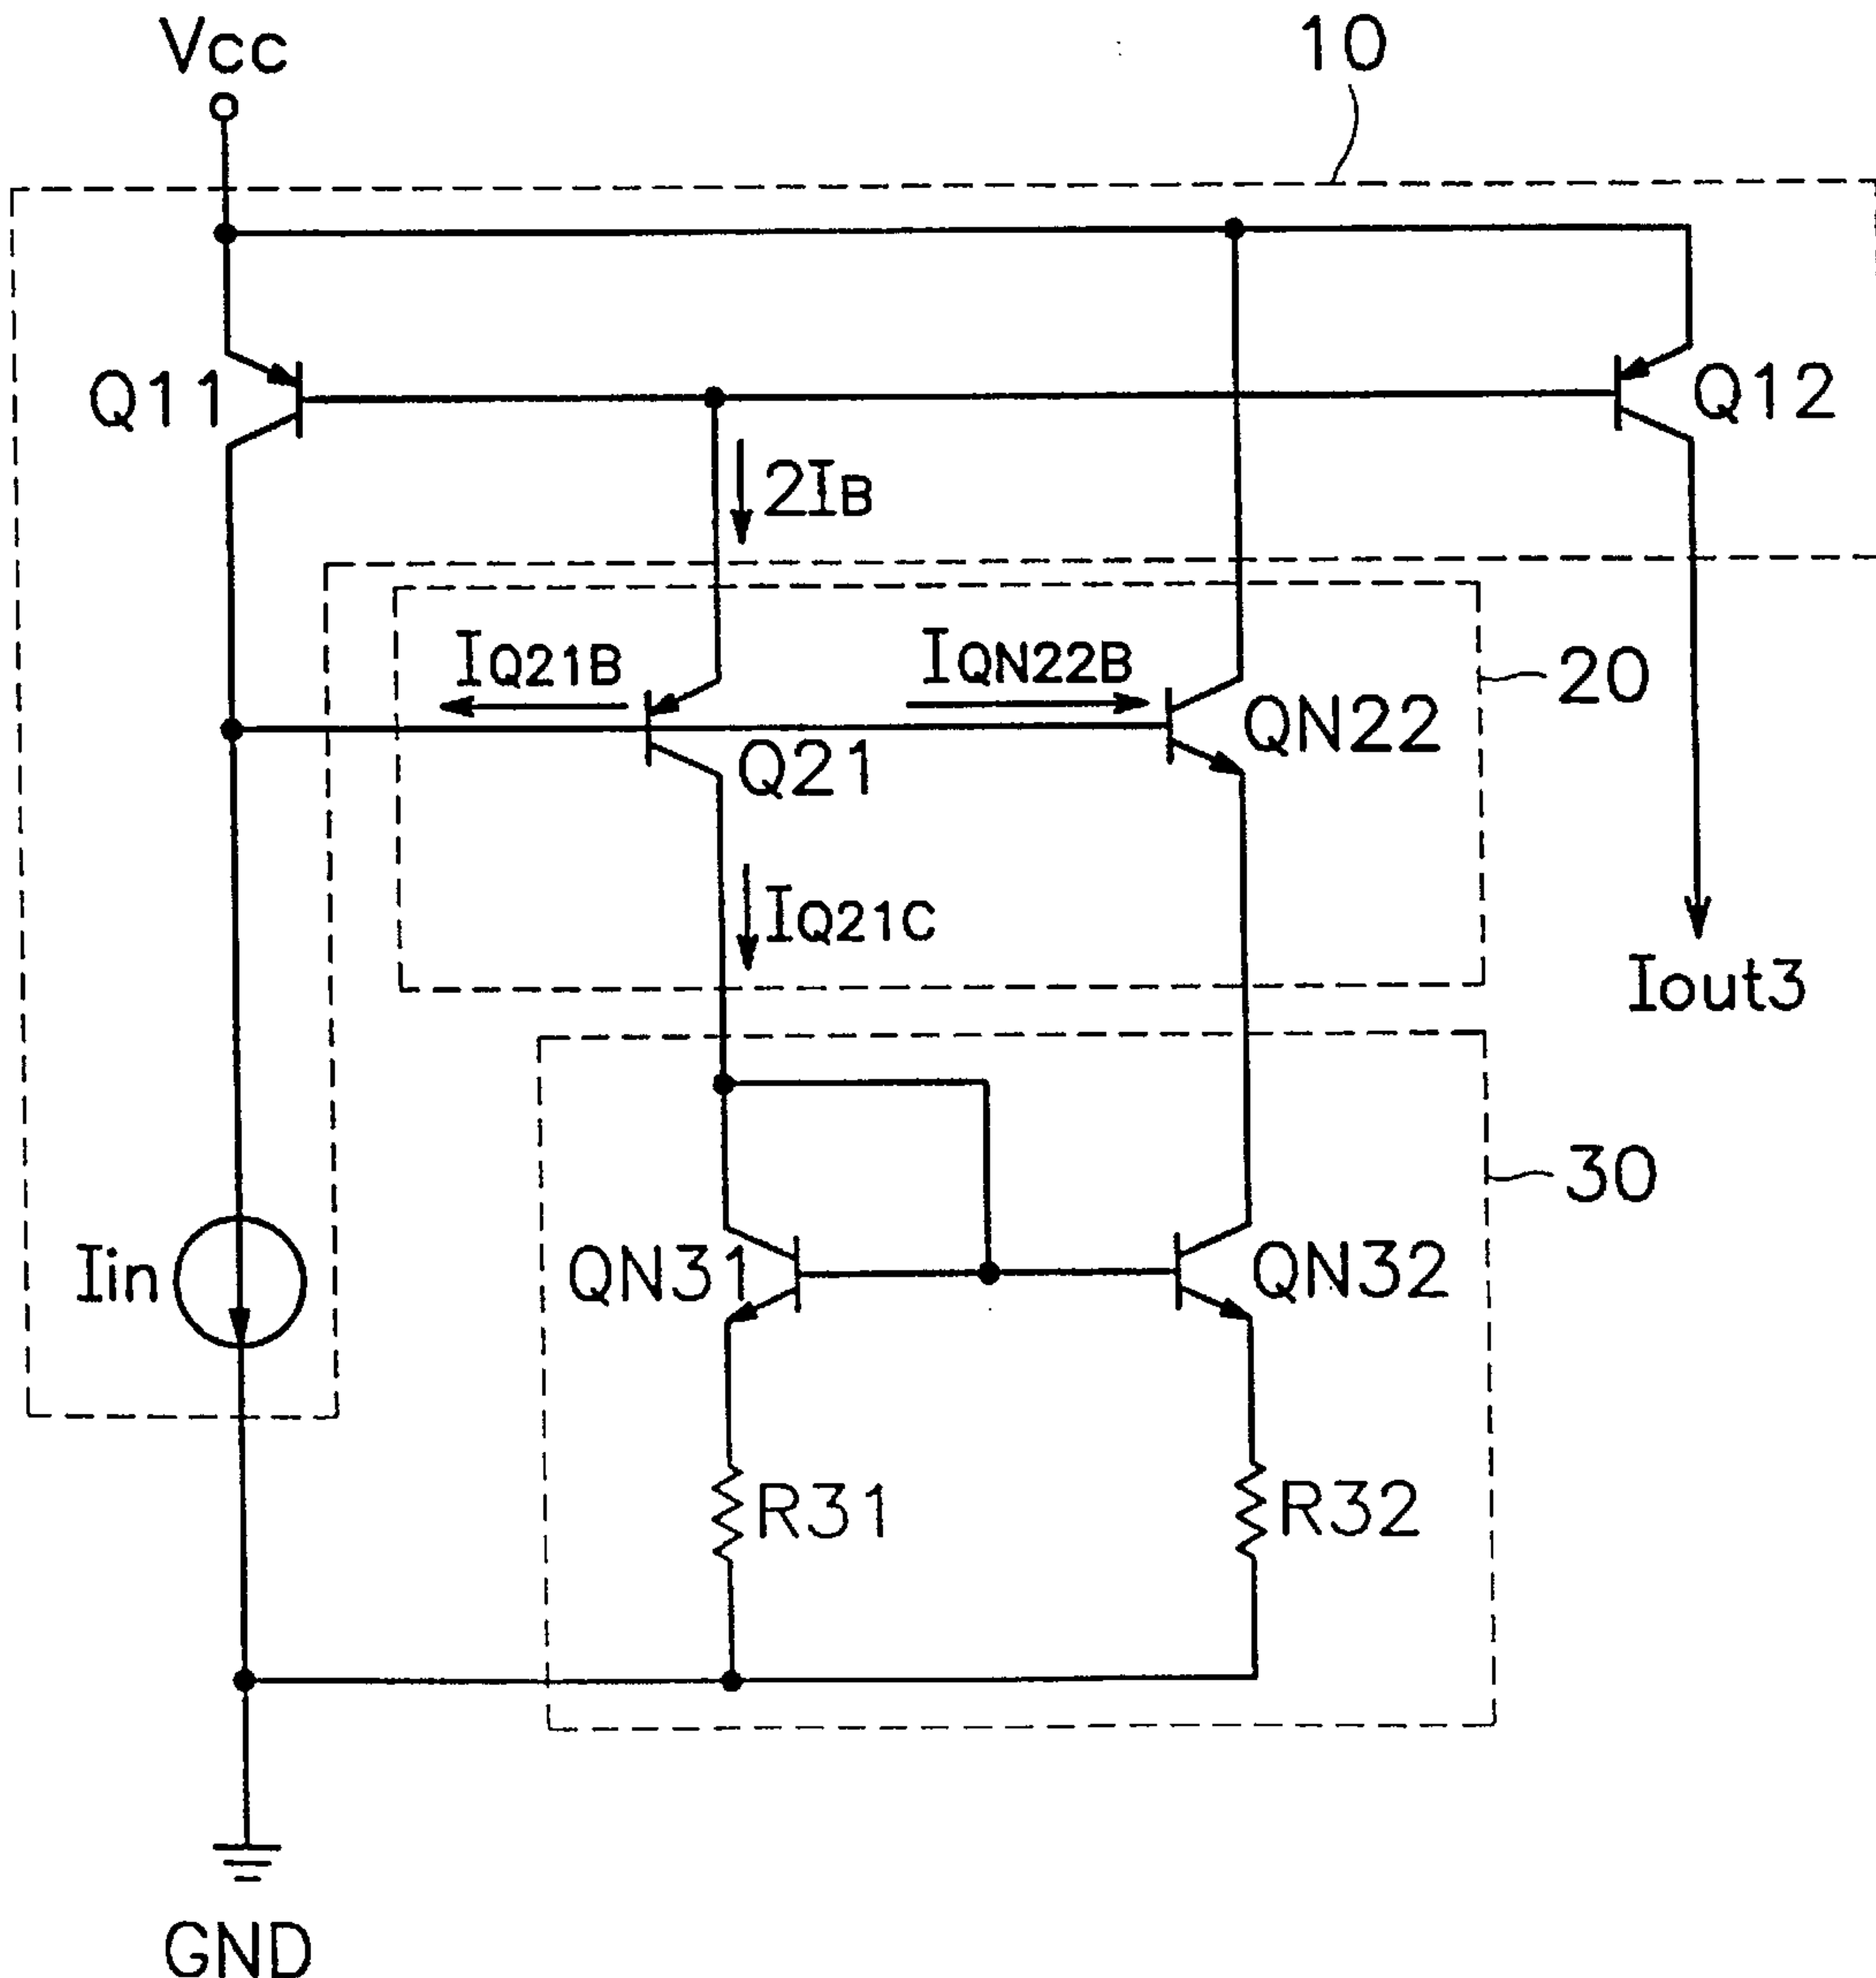 Vcc
10
Q11
Q12
2IB
IQ21B
IQN22B
20
Q21
QN22
IQ21C
Iout3
30
Iin
QN31
QN32
R31
R32
GND